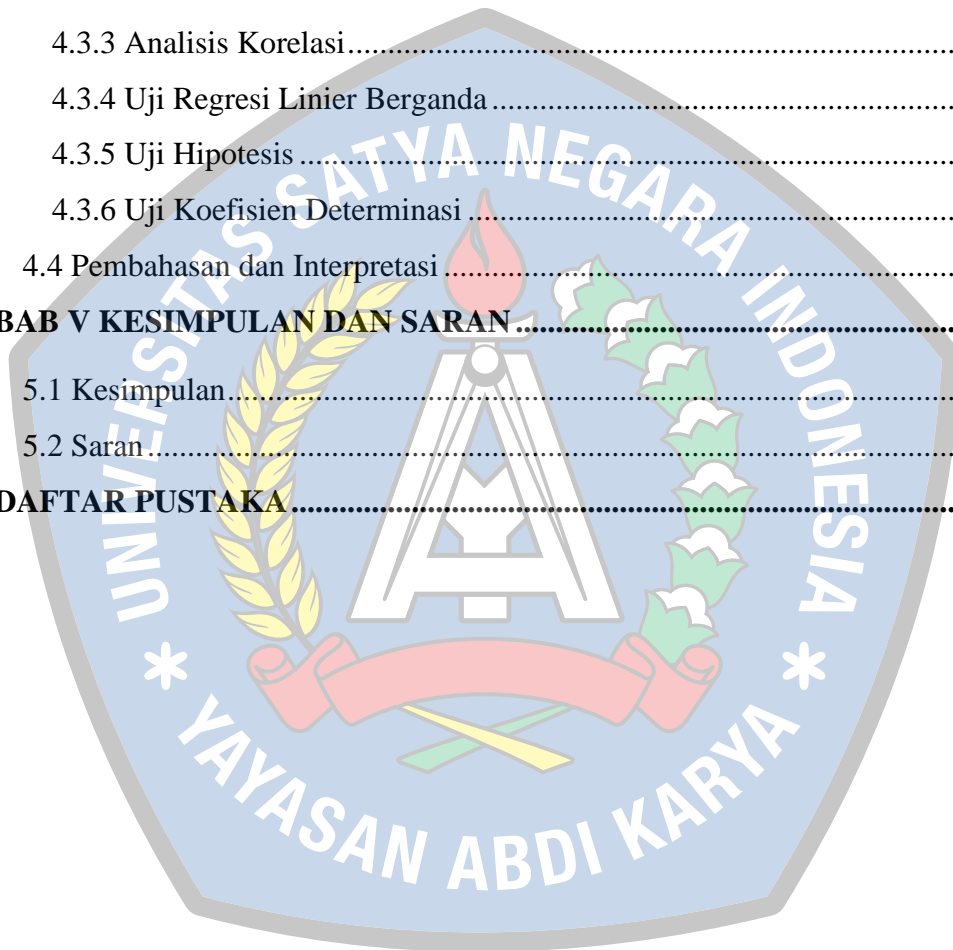 4.3.3 Analisis Korelasi....................................................................................
4.3.4 Uji Regresi Linier Berganda..............................................................
4.3.5 Uji Hipotesis........................................................................................
4.3.6 Uji Koefisien Determinasi.................................................................
4.4 Pembahasan dan Interpretasi....................................................................
BAB V KESIMPULAN DAN SARAN..........................................................
5.1 Kesimpulan................................................................................................
5.2 Saran...........................................................................................................
DAFTAR PUSTAKA........................................................................................
UNIVERSITAS SATYA NEGARA INDONESIA
* YAYASAN ABDI KARYA *